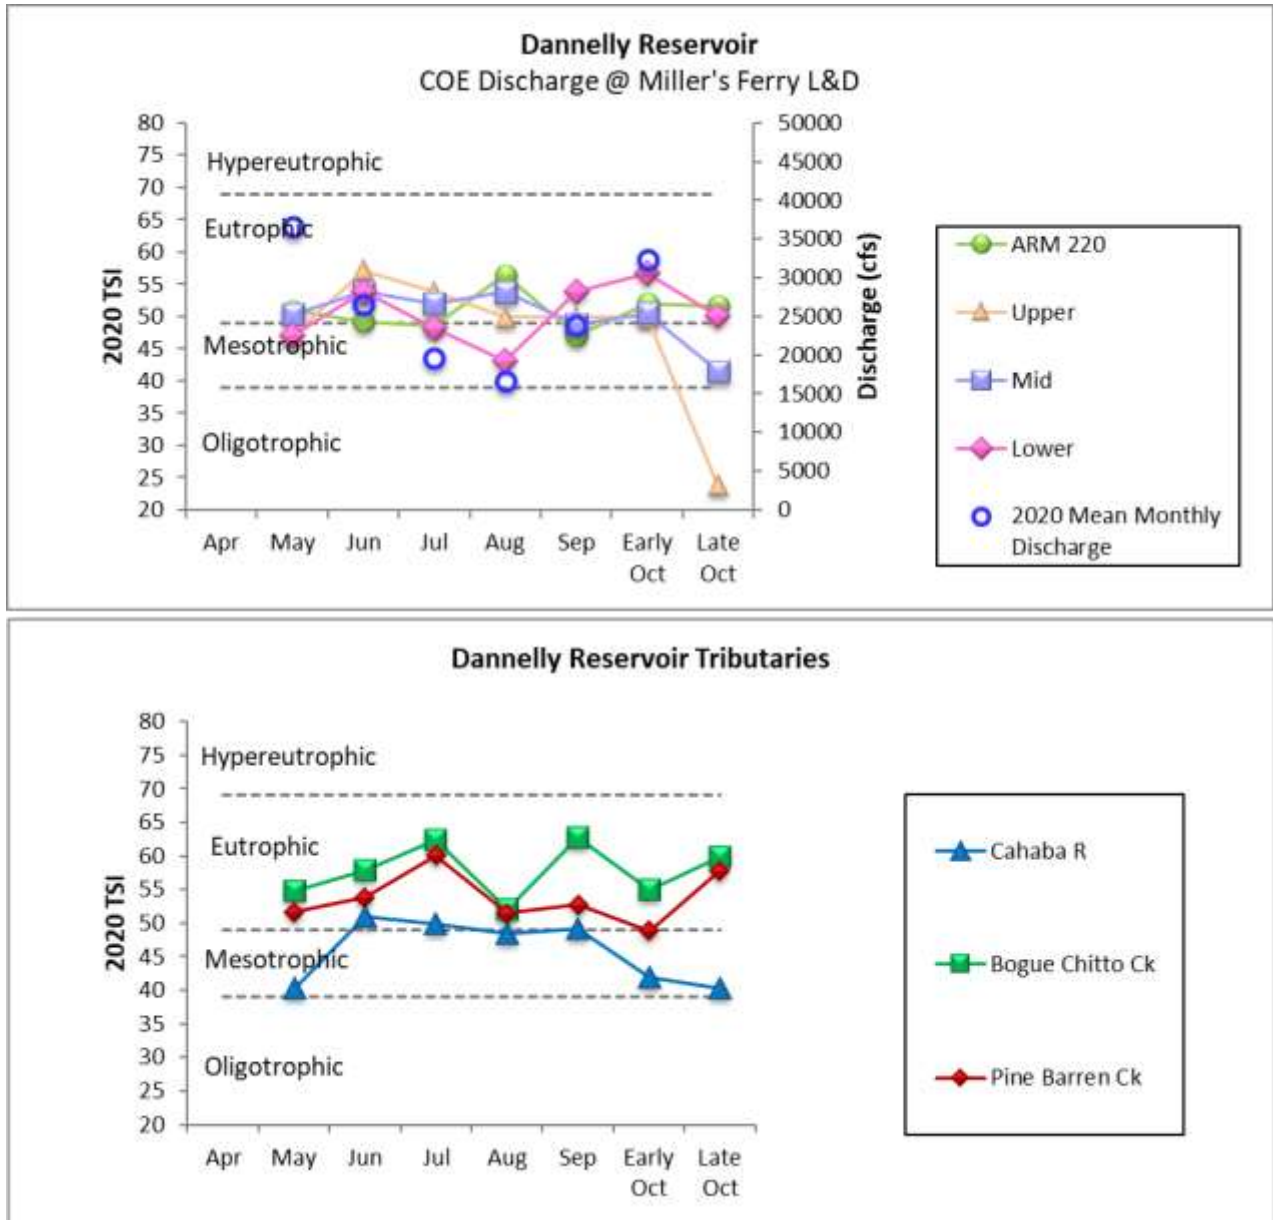 Dannelly Reservoir
COE Discharge @ Miller's Ferry L&D
80
75
70
65
60
55
50
45
40
35
30
25
20
2020 TSI
Hypereutrophic
Eutrophic
Mesotrophic
Oligotrophic
50000
45000
40000
35000
30000
25000
20000
15000
10000
5000
0
Discharge (cfs)
Apr May Jun Jul Aug Sep Early Late
Oct Oct
ARM 220
Upper
Mid
Lower
2020 Mean Monthly
Discharge
Dannelly Reservoir Tributaries
80
75
70
65
60
55
50
45
40
35
30
25
20
2020 TSI
Hypereutrophic
Eutrophic
Mesotrophic
Oligotrophic
Apr May Jun Jul Aug Sep Early Late
Oct Oct
Cahaba R
Bogue Chitto Ck
Pine Barren Ck